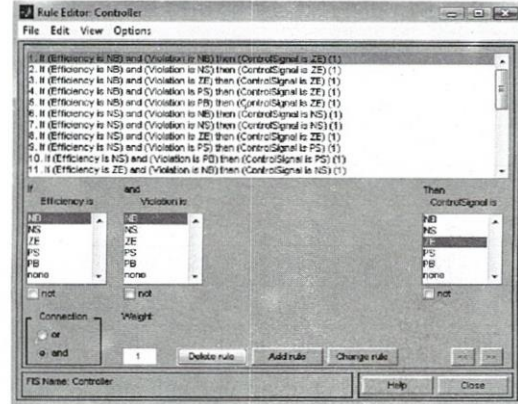 Rule Editor: Controller
File Edit View Options
1. If (Efficiency is NB) and (Violation is NB) then (ControlSignal is ZE) (1)
2. If (Efficiency is NB) and (Violation is NS) then (ControlSignal is ZE) (1)
3. If (Efficiency is NB) and (Violation is ZE) then (ControlSignal is ZE) (1)
4. If (Efficiency is NB) and (Violation is PS) then (ControlSignal is ZE) (1)
5. If (Efficiency is NB) and (Violation is PB) then (ControlSignal is ZE) (1)
6. If (Efficiency is NS) and (Violation is NB) then (ControlSignal is NS) (1)
7. If (Efficiency is NS) and (Violation is NS) then (ControlSignal is NS) (1)
8. If (Efficiency is NS) and (Violation is ZE) then (ControlSignal is ZE) (1)
9. If (Efficiency is NS) and (Violation is PS) then (ControlSignal is PS) (1)
10. If (Efficiency is NS) and (Violation is PB) then (ControlSignal is PS) (1)
11. If (Efficiency is ZE) and (Violation is NB) then (ControlSignal is NS) (1)
If and Then
Efficiency is Violation is ControlSignal is
NB NB NB
NS NS NS
ZE ZE ZE
PS PS PS
PB PB PB
none none none
not not not
Connection Weight:
or
and 1 Delete rule Add rule Change rule << >>
FIS Name: Controller Help Close